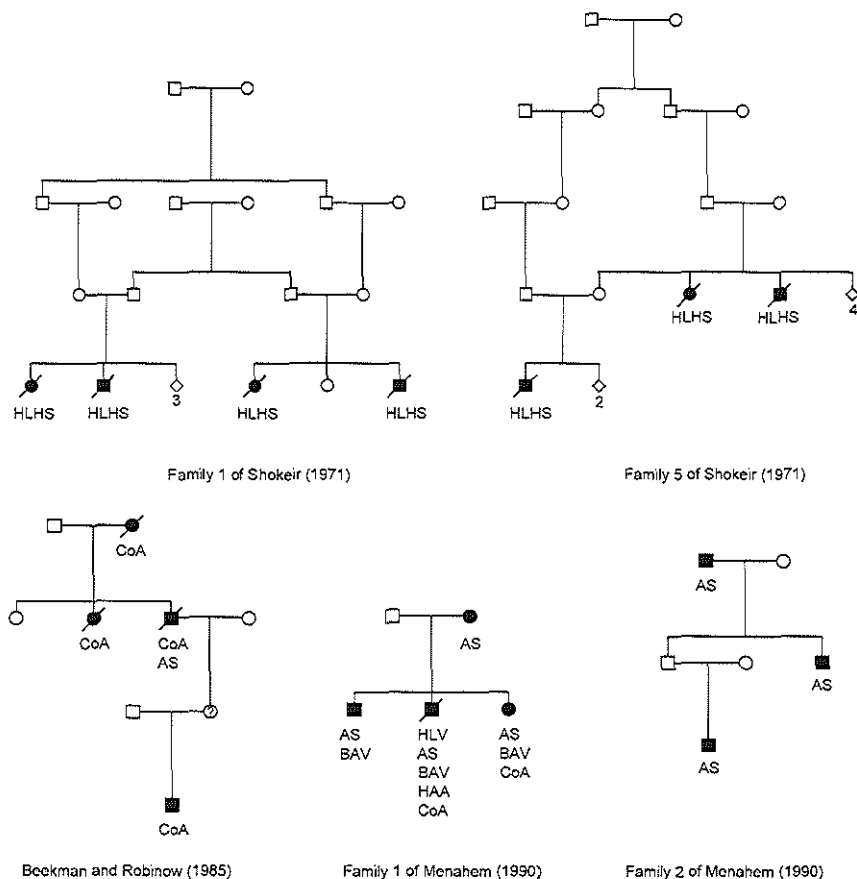 HLHS
HLHS
3
HLHS
HLHS
HLHS
HLHS
4
HLHS
2
Family 1 of Shokeir (1971)
Family 5 of Shokeir (1971)
CoA
CoA
CoA
AS
?
CoA
Beekman and Robinow (1985)
AS
AS
BAV
HLV
AS
BAV
HAA
CoA
AS
BAV
CoA
Family 1 of Menahem (1990)
AS
AS
AS
Family 2 of Menahem (1990)